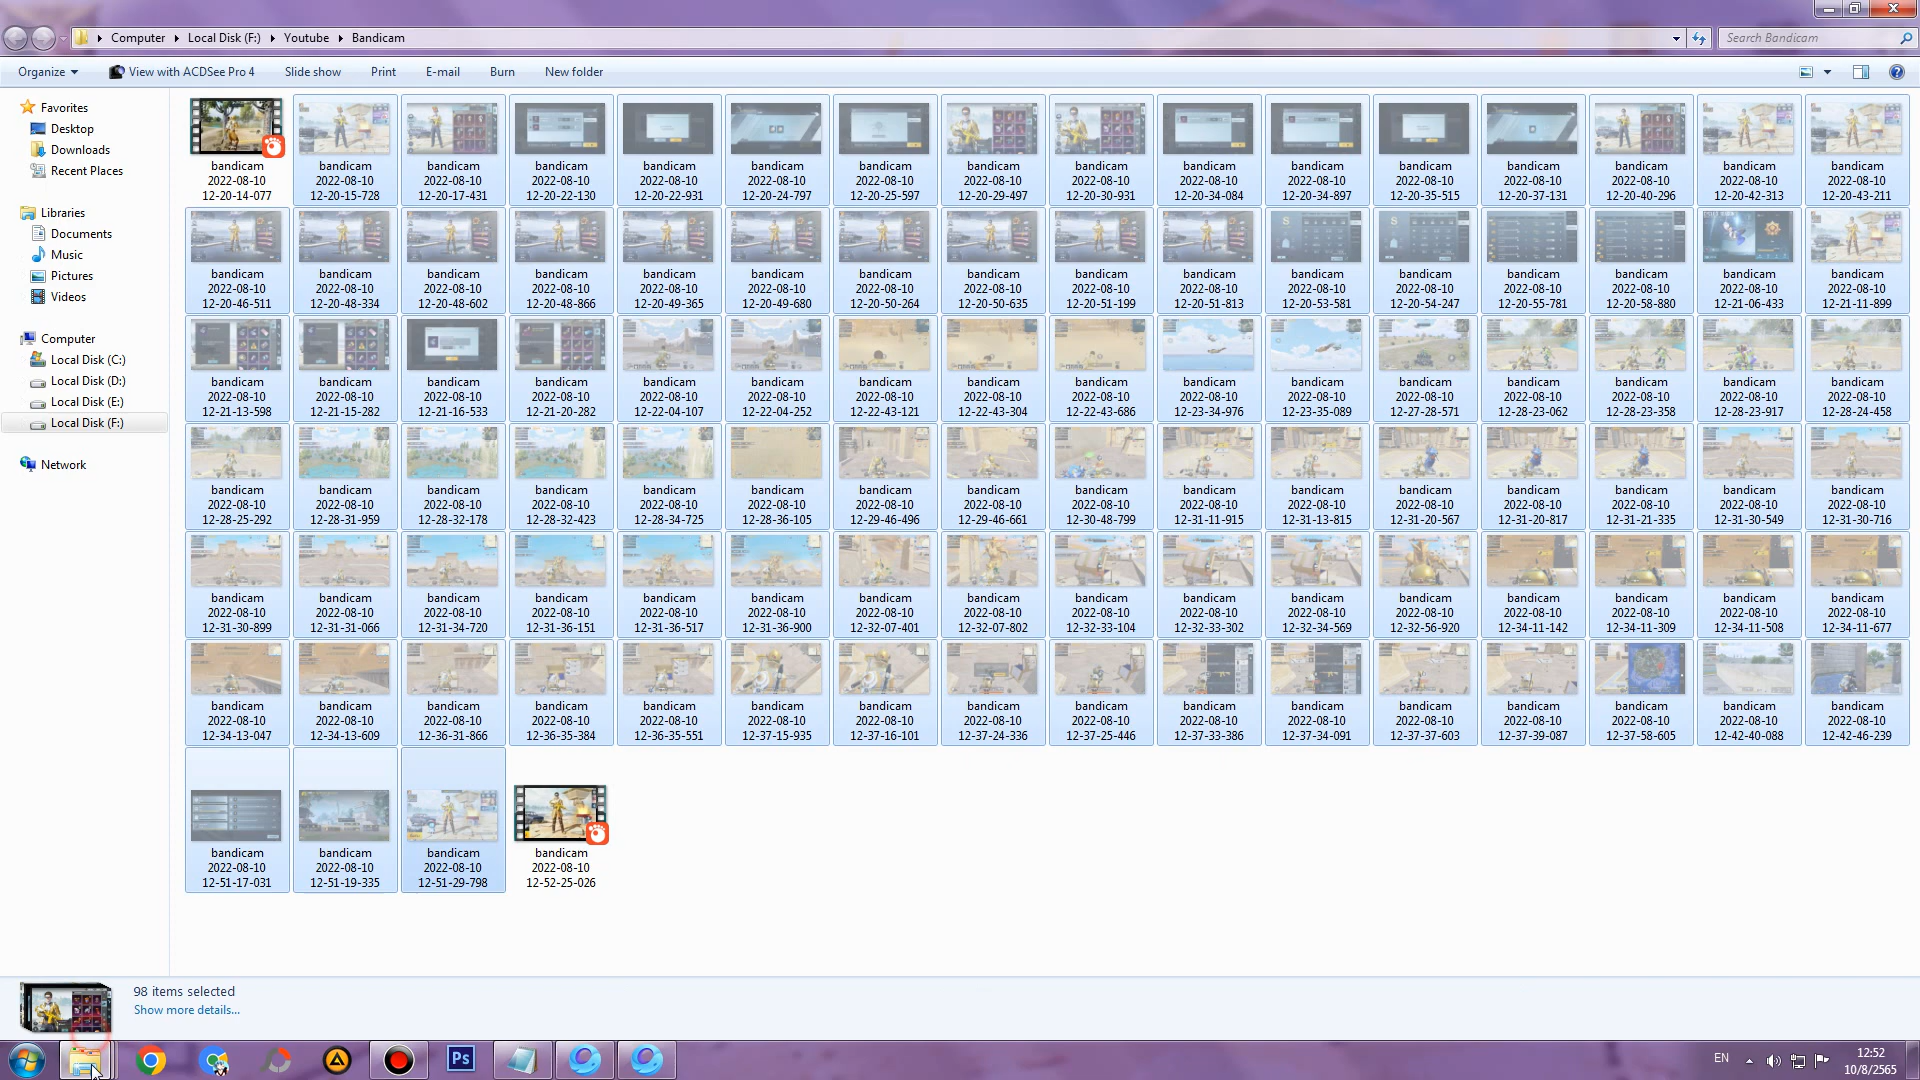 Computer Local Disk (F:) Youtube Bandicam
Search Bandicam
Organize View with ACDSee Pro 4 Slide show Print E-mail Burn New folder
Favorites
Desktop
Downloads
Recent Places
Libraries
Documents
Music
Pictures
Videos
Computer
Local Disk (C:)
Local Disk (D:)
Local Disk (E:)
Local Disk (F:)
Network
bandicam bandicam bandicam bandicam bandicam bandicam bandicam bandicam bandicam bandicam bandicam bandicam bandicam bandicam bandicam bandicam
2022-08-10 2022-08-10 2022-08-10 2022-08-10 2022-08-10 2022-08-10 2022-08-10 2022-08-10 2022-08-10 2022-08-10 2022-08-10 2022-08-10 2022-08-10 2022-08-10 2022-08-10 2022-08-10
12-20-14-077 12-20-15-728 12-20-17-431 12-20-22-130 12-20-22-931 12-20-24-797 12-20-25-597 12-20-29-497 12-20-30-931 12-20-34-084 12-20-34-897 12-20-35-515 12-20-37-131 12-20-40-296 12-20-42-313 12-20-43-211
bandicam bandicam bandicam bandicam bandicam bandicam bandicam bandicam bandicam bandicam bandicam bandicam bandicam bandicam bandicam bandicam
2022-08-10 2022-08-10 2022-08-10 2022-08-10 2022-08-10 2022-08-10 2022-08-10 2022-08-10 2022-08-10 2022-08-10 2022-08-10 2022-08-10 2022-08-10 2022-08-10 2022-08-10 2022-08-10
12-20-46-511 12-20-48-334 12-20-48-602 12-20-48-866 12-20-49-365 12-20-49-680 12-20-50-264 12-20-50-635 12-20-51-199 12-20-51-813 12-20-53-581 12-20-54-247 12-20-55-781 12-20-58-880 12-21-06-433 12-21-11-899
bandicam bandicam bandicam bandicam bandicam bandicam bandicam bandicam bandicam bandicam bandicam bandicam bandicam bandicam bandicam bandicam
2022-08-10 2022-08-10 2022-08-10 2022-08-10 2022-08-10 2022-08-10 2022-08-10 2022-08-10 2022-08-10 2022-08-10 2022-08-10 2022-08-10 2022-08-10 2022-08-10 2022-08-10 2022-08-10
12-21-13-598 12-21-15-282 12-21-16-533 12-21-20-282 12-22-04-107 12-22-04-252 12-22-43-121 12-22-43-304 12-22-43-686 12-23-34-976 12-23-35-089 12-27-28-571 12-28-23-062 12-28-23-358 12-28-23-917 12-28-24-458
bandicam bandicam bandicam bandicam bandicam bandicam bandicam bandicam bandicam bandicam bandicam bandicam bandicam bandicam bandicam bandicam
2022-08-10 2022-08-10 2022-08-10 2022-08-10 2022-08-10 2022-08-10 2022-08-10 2022-08-10 2022-08-10 2022-08-10 2022-08-10 2022-08-10 2022-08-10 2022-08-10 2022-08-10 2022-08-10
12-28-25-292 12-28-31-959 12-28-32-178 12-28-32-423 12-28-34-725 12-28-36-105 12-29-46-496 12-29-46-661 12-30-48-799 12-31-11-915 12-31-13-815 12-31-20-567 12-31-20-817 12-31-21-335 12-31-30-549 12-31-30-716
bandicam bandicam bandicam bandicam bandicam bandicam bandicam bandicam bandicam bandicam bandicam bandicam bandicam bandicam bandicam bandicam
2022-08-10 2022-08-10 2022-08-10 2022-08-10 2022-08-10 2022-08-10 2022-08-10 2022-08-10 2022-08-10 2022-08-10 2022-08-10 2022-08-10 2022-08-10 2022-08-10 2022-08-10 2022-08-10
12-31-30-899 12-31-31-066 12-31-34-720 12-31-36-151 12-31-36-517 12-31-36-900 12-32-07-401 12-32-07-802 12-32-33-104 12-32-33-302 12-32-34-569 12-32-56-920 12-34-11-142 12-34-11-309 12-34-11-508 12-34-11-677
bandicam bandicam bandicam bandicam bandicam bandicam bandicam bandicam bandicam bandicam bandicam bandicam bandicam bandicam bandicam bandicam
2022-08-10 2022-08-10 2022-08-10 2022-08-10 2022-08-10 2022-08-10 2022-08-10 2022-08-10 2022-08-10 2022-08-10 2022-08-10 2022-08-10 2022-08-10 2022-08-10 2022-08-10 2022-08-10
12-34-13-047 12-34-13-609 12-36-31-866 12-36-35-384 12-36-35-551 12-37-15-935 12-37-16-101 12-37-24-336 12-37-25-446 12-37-33-386 12-37-34-091 12-37-37-603 12-37-39-087 12-37-58-605 12-42-40-088 12-42-46-239
bandicam bandicam bandicam bandicam
2022-08-10 2022-08-10 2022-08-10 2022-08-10
12-51-17-031 12-51-19-335 12-51-29-798 12-52-25-026
98 items selected
Show more details...
Ps
EN
12:52
10/8/2565